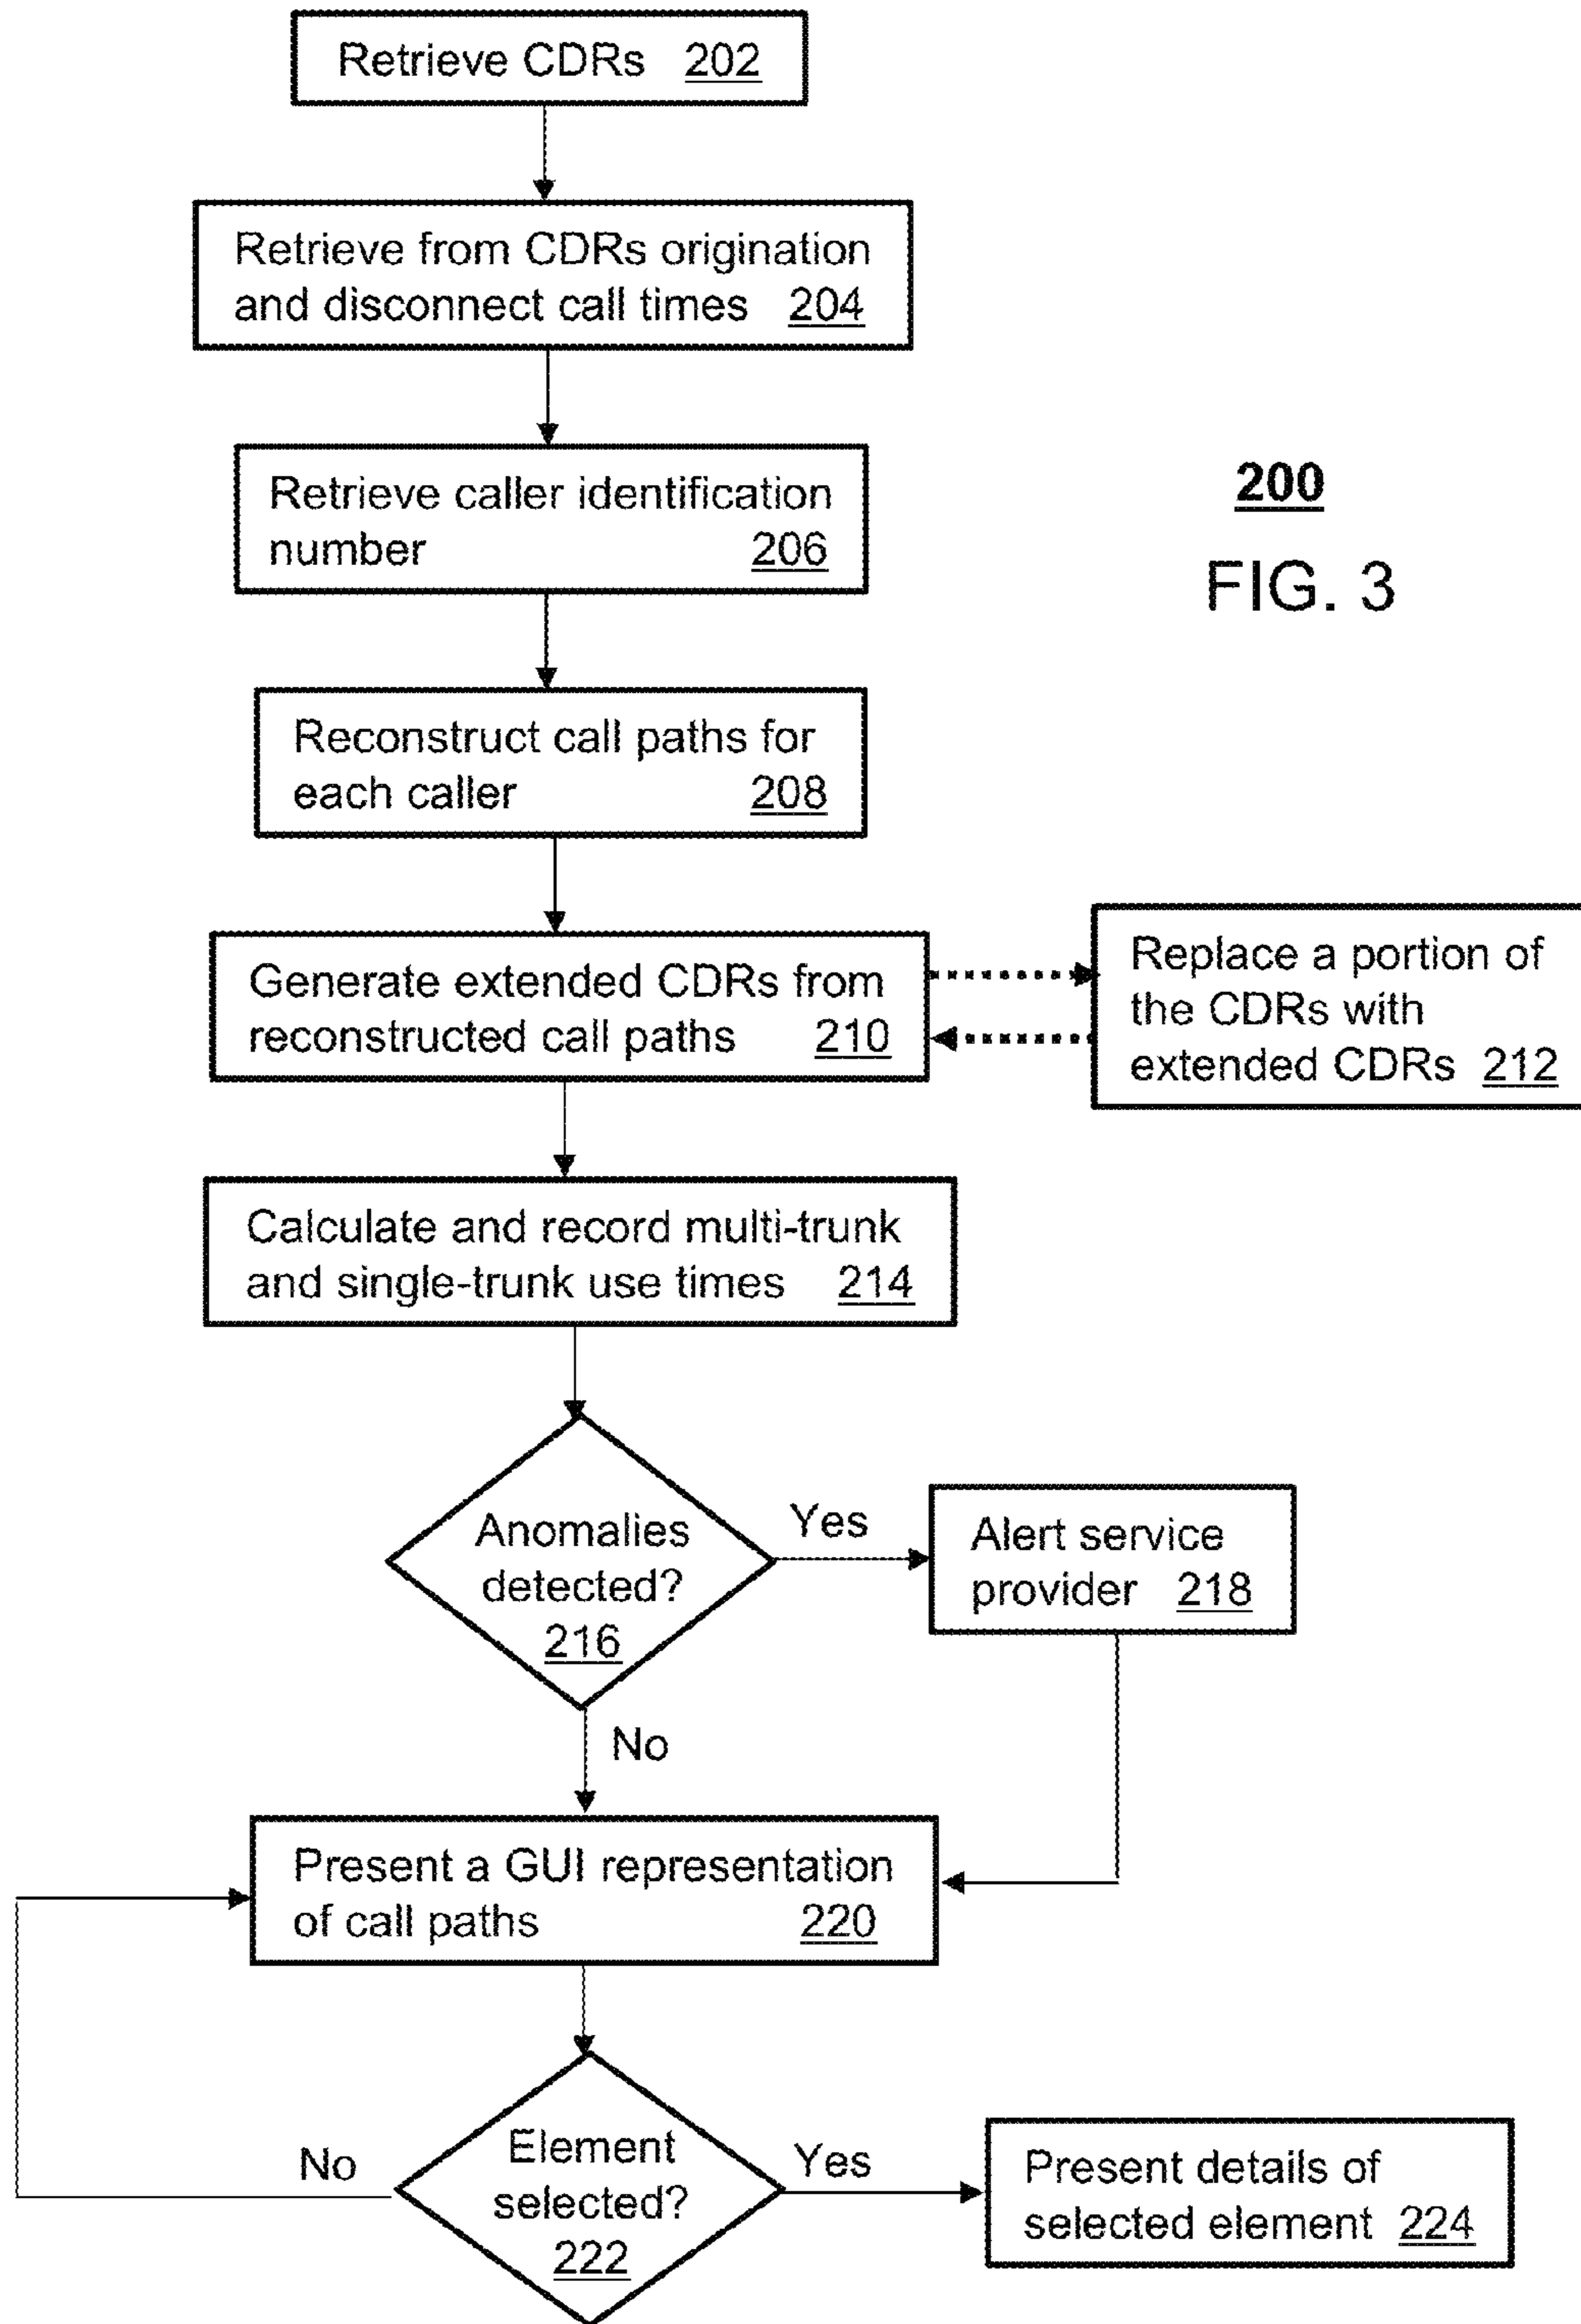 Retrieve CDRs 202
Retrieve from CDRs origination
and disconnect call times 204
Retrieve caller identification
number 206
200
FIG. 3
Reconstruct call paths for
each caller 208
Generate extended CDRs from
reconstructed call paths 210
Replace a portion of
the CDRs with
extended CDRs 212
Calculate and record multi-trunk
and single-trunk use times 214
Anomalies
detected?
216
Yes
Alert service
provider 218
No
Present a GUI representation
of call paths 220
Element
selected?
222
No
Yes
Present details of
selected element 224